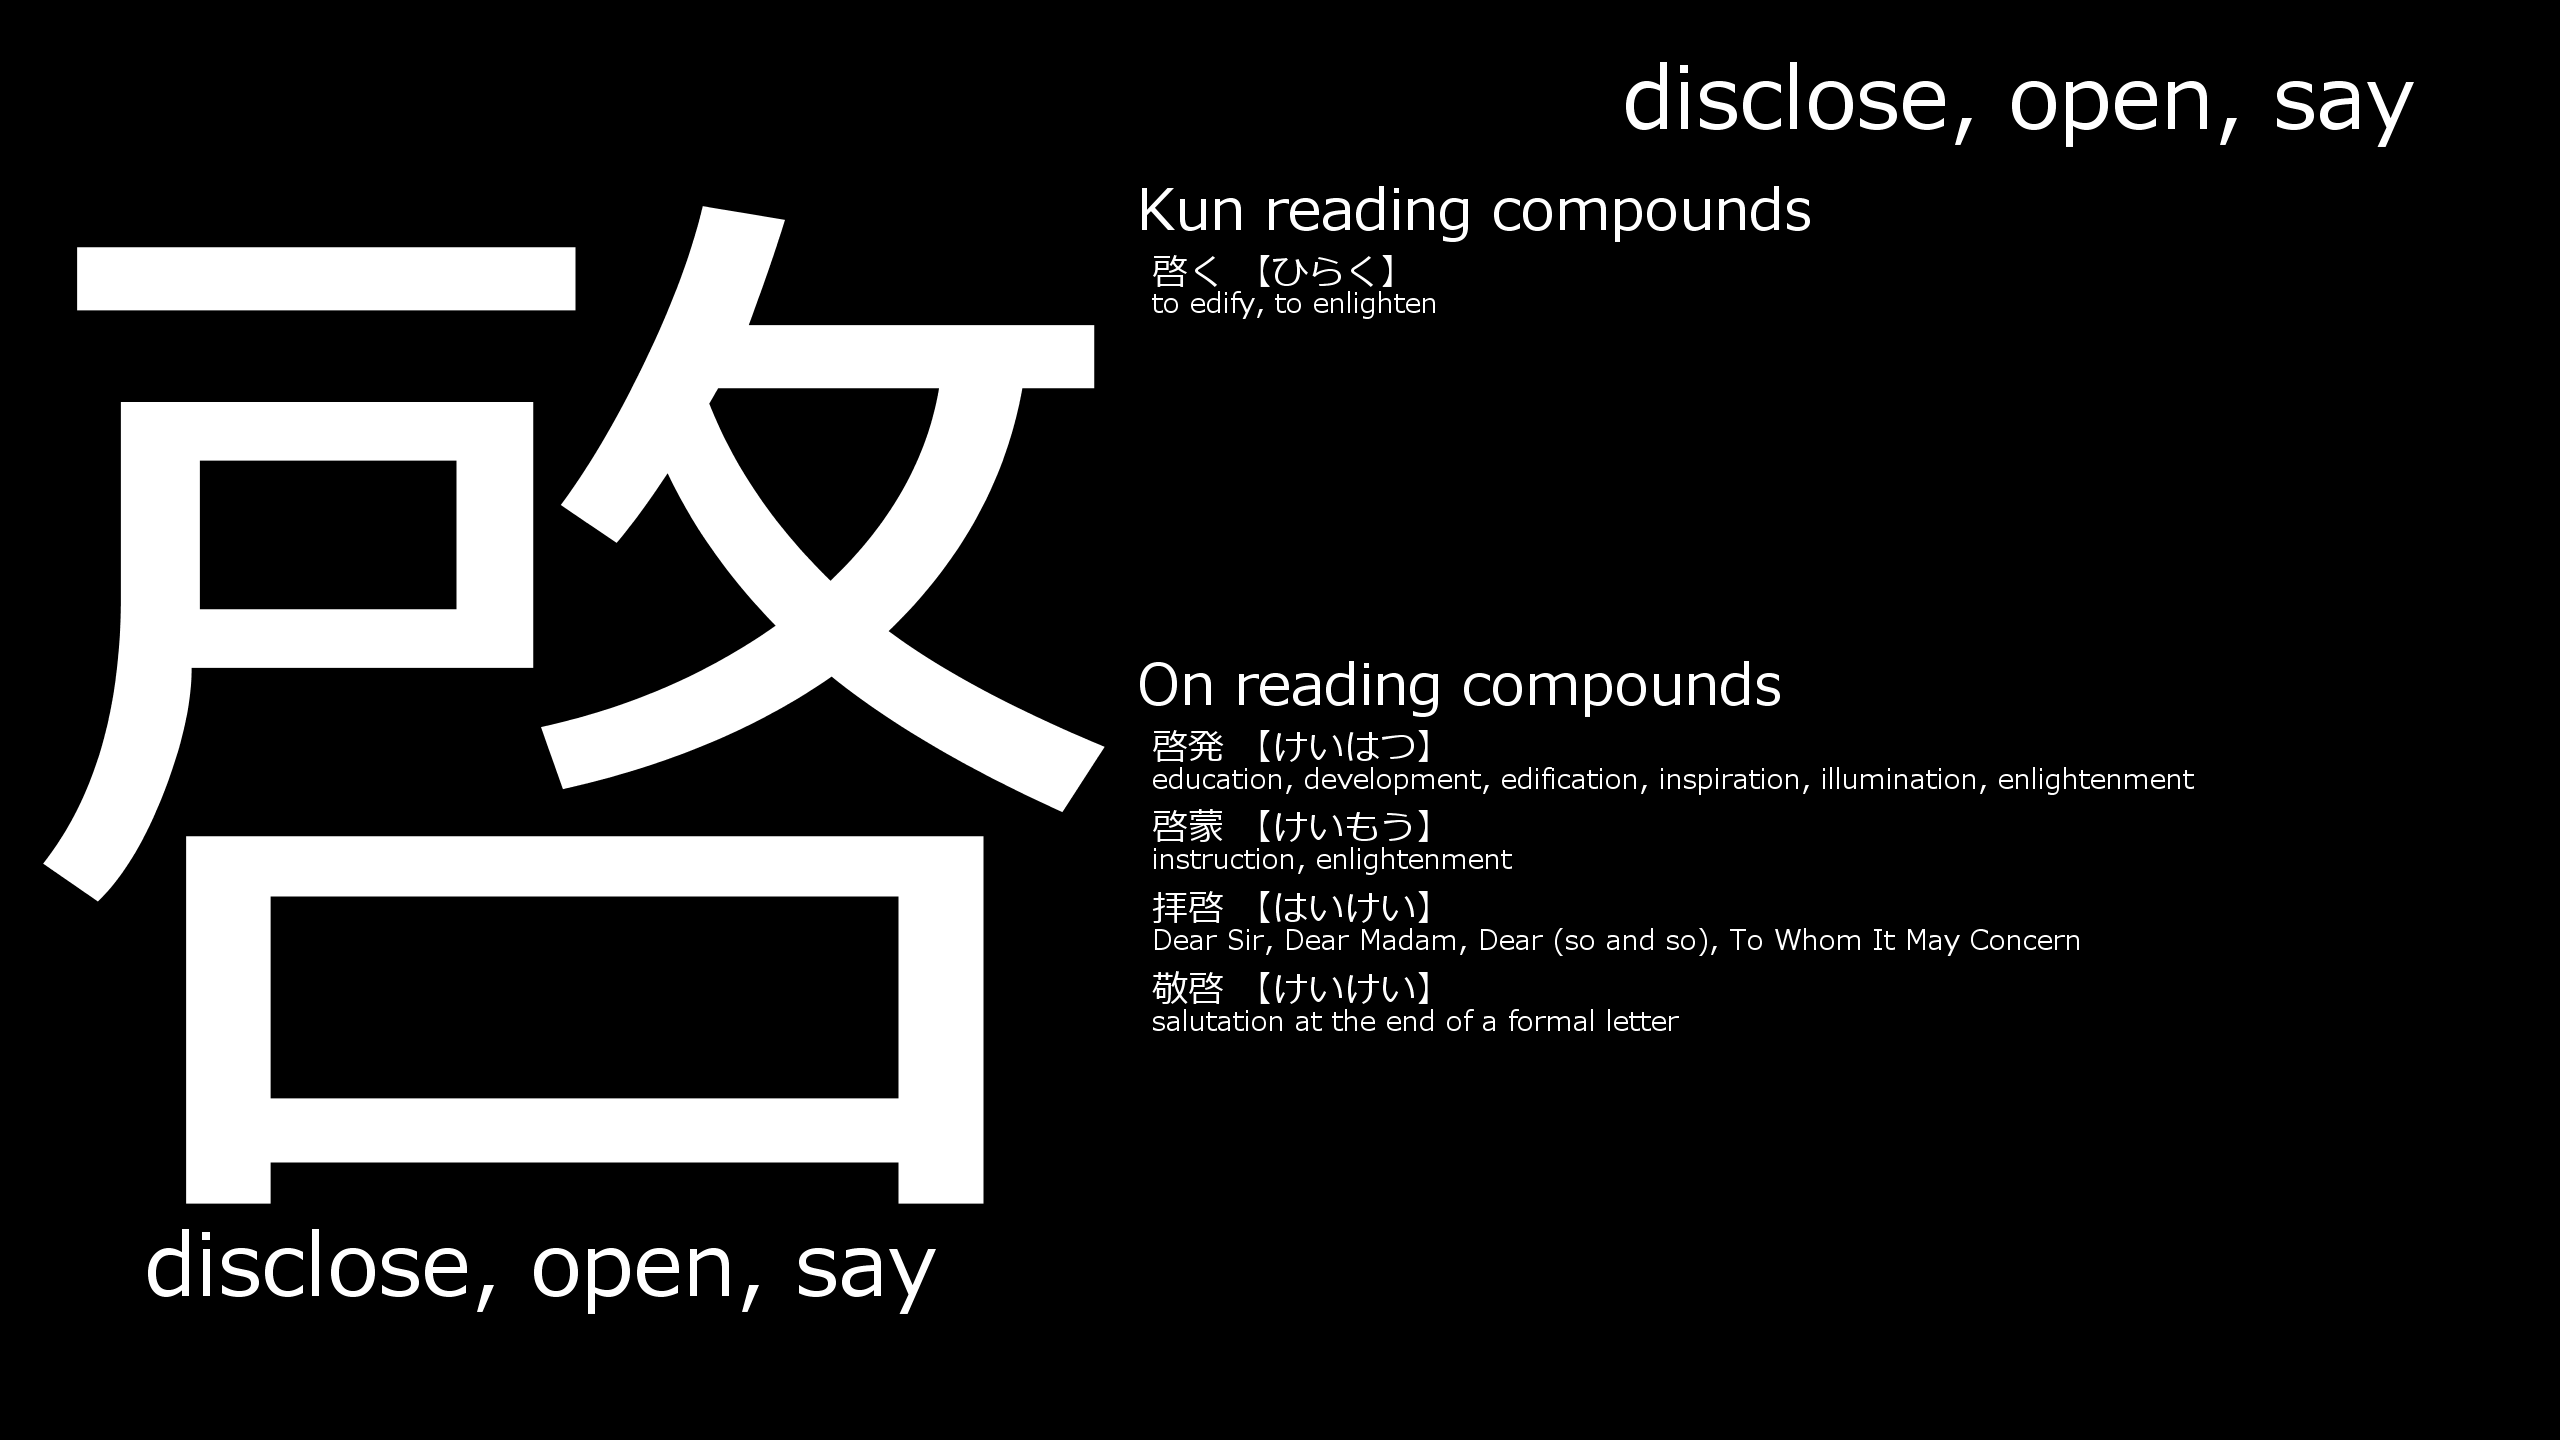 disclose, open, say
啓
disclose, open, say
Kun reading compounds
啓く 【ひらく】
to edify, to enlighten
On reading compounds
啓発 【けいはつ】
education, development, edification, inspiration, illumination, enlightenment
啓蒙 【けいもう】
instruction, enlightenment
拝啓 【はいけい】
Dear Sir, Dear Madam, Dear (so and so), To Whom It May Concern
敬啓 【けいけい】
salutation at the end of a formal letter